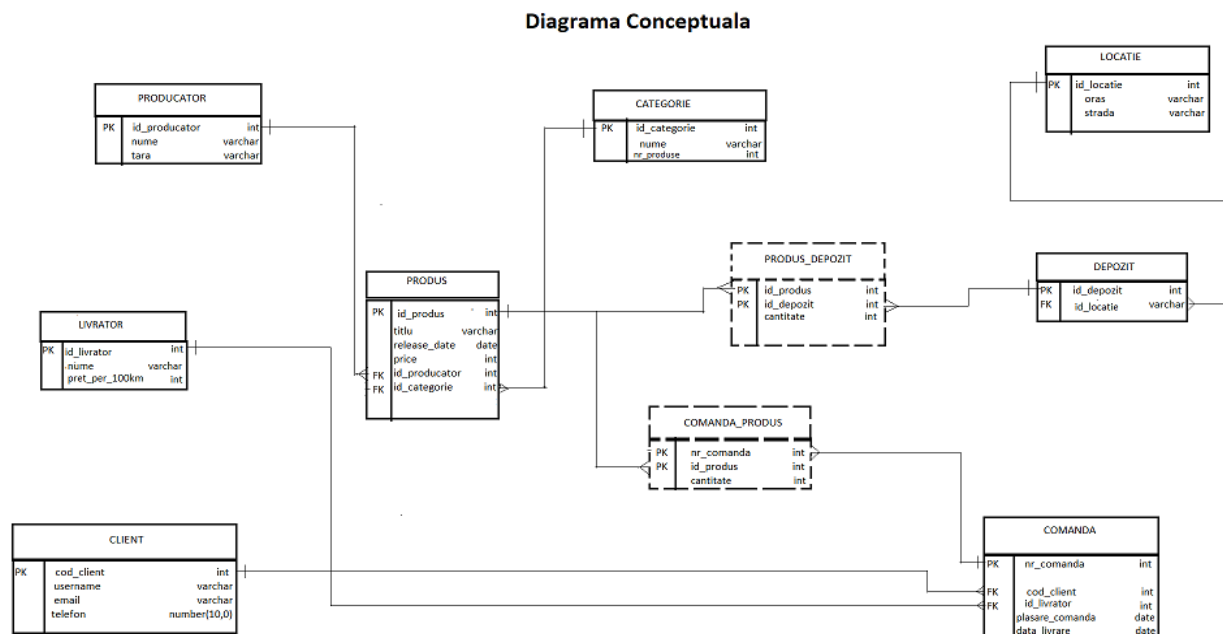 Diagrama Conceptuala
LOCATIE
PK id_locatie int
oras varchar
strada varchar
PRODUCATOR
PK id_producator int
nume varchar
tara varchar
CATEGORIE
PK id_categorie int
nume varchar
nr_produse int
PRODUS_DEPOZIT
PK id_produs int
PK id_depozit int
cantitate int
DEPOZIT
PK id_depozit int
FK id_locatie varchar
PRODUS
PK id_produs int
titlu varchar
release_date date
price int
FK id_producator int
FK id_categorie int
LIVRATOR
PK id_livrator int
nume varchar
pret_per_100km int
COMANDA_PRODUS
PK nr_comanda int
PK id_produs int
cantitate int
CLIENT
PK cod_client int
username varchar
email varchar
telefon number(10,0)
COMANDA
PK nr_comanda int
FK cod_client int
FK id_livrator int
plasare_comanda date
data_livrare date